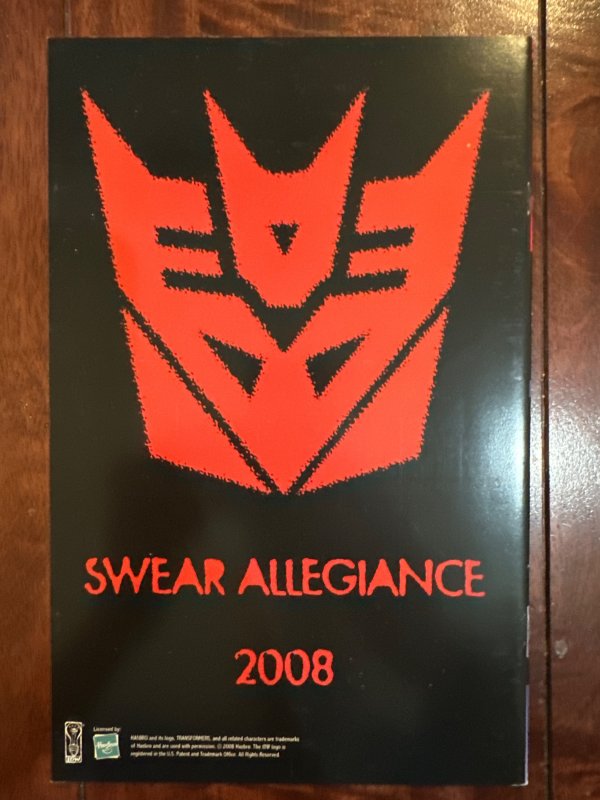 SWEAR ALLEGIANCE
2008
Licensed by:
Hasbro
IDW
HASBRO and its logo, TRANSFORMERS, and all related characters are trademarks
of Hasbro and are used with permission. © 2008 Hasbro. The IDW logo is
registered in the U.S. Patent and Trademark Office. All Rights Reserved.